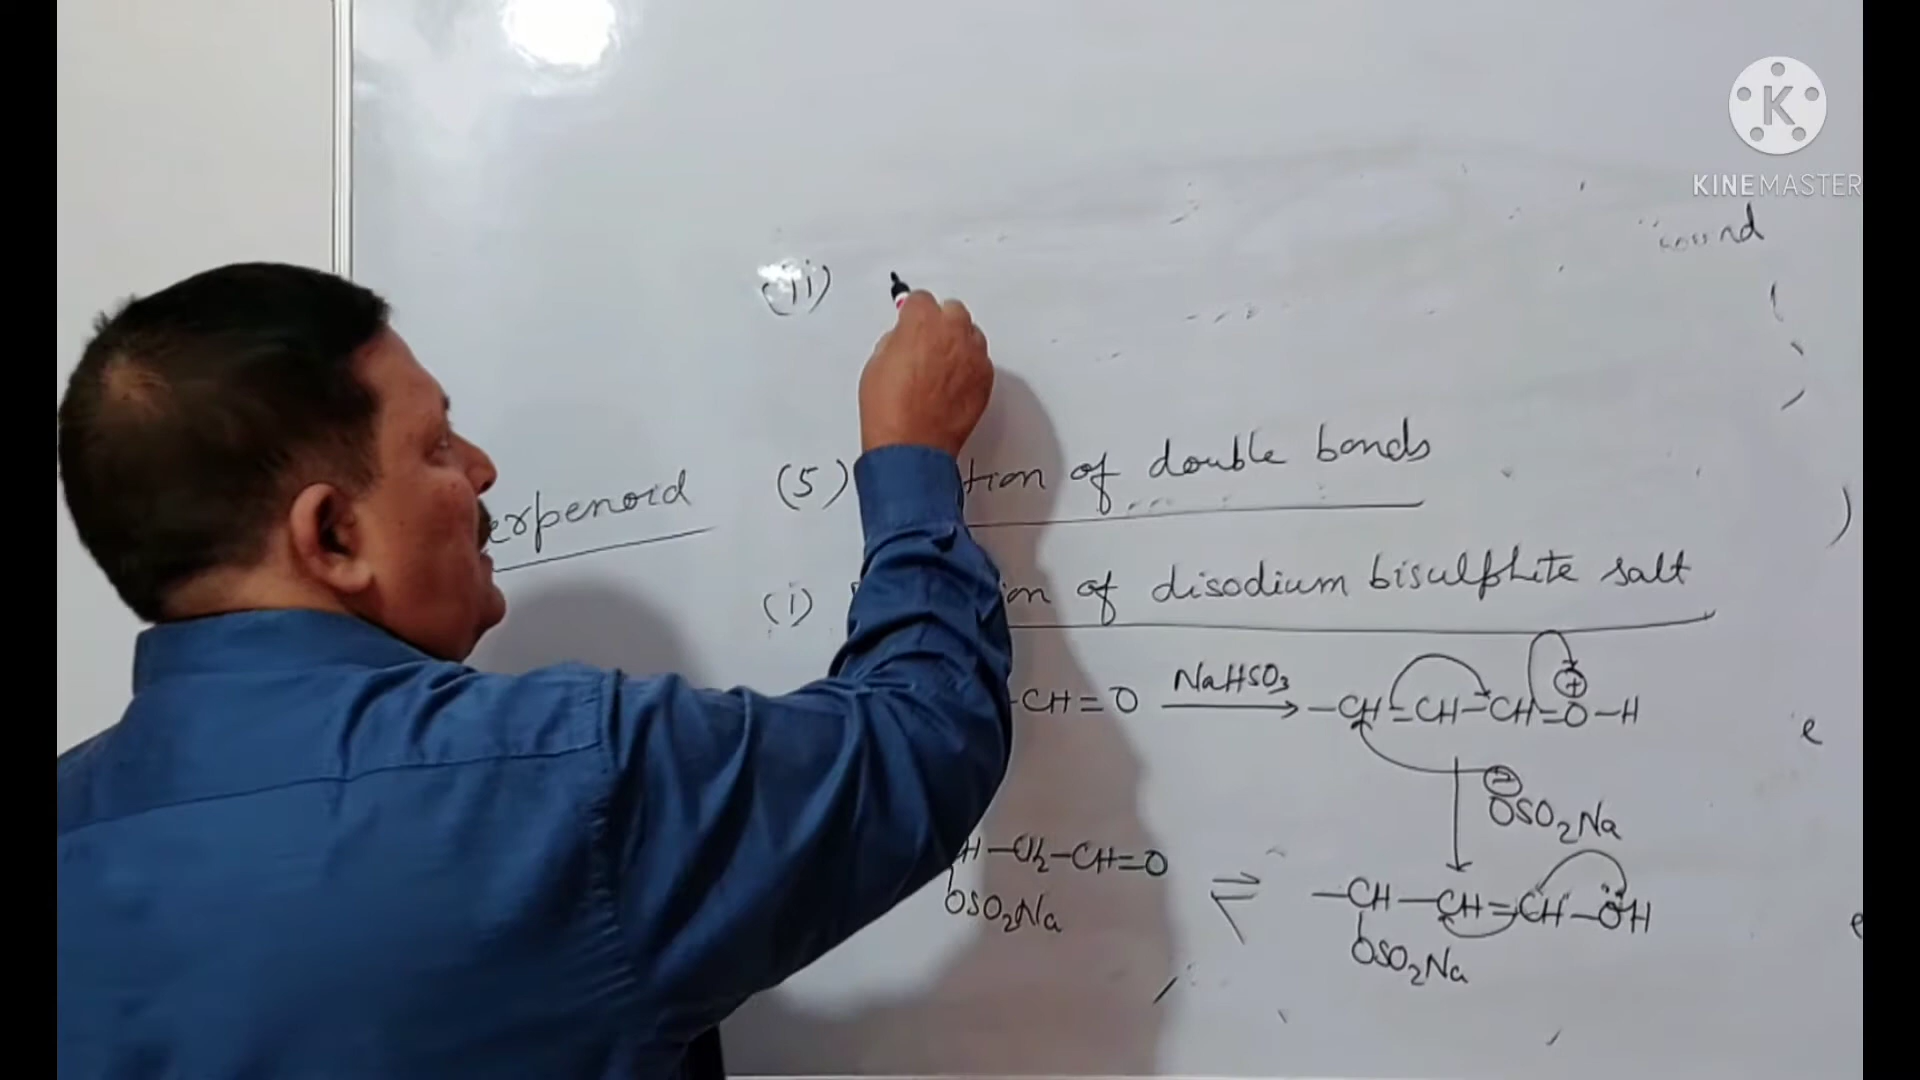 K
KINEMASTER
(ii)
(5) tion of double bonds
erpenoid
(i) on of disodium bisulphite salt
-CH=O NaHSO3 -CH=CH-CH=O-H
⊕
⊖
OSO2Na
H-CH2-CH=O ⇌ -CH-CH=CH-ÖH
OSO2Na OSO2Na